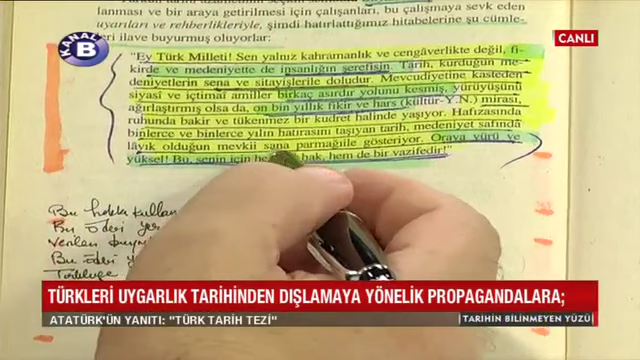 lanması ve bir araya getirilmesi için çalışanları, bu çalışmaya sevk eden
uyarıları ve rehberlikleriyle, şimdi hatırlattığımız hitabelerine şu cümle-
leri ilave buyurmuş oluyorlar:
KANAL B
CANLI
"Ey Türk Milleti! Sen yalnız kahramanlık ve cengâverlikte değil, fi-
kirde ve medeniyette de insanlığın şerefisin. Tarih, kurduğun me-
deniyetlerin sena ve sitayişlerile doludur. Mevcudiyetine kasteden
siyasî ve içtimaî amiller birkaç asırdır yolunu kesmiş, yürüyüşünü
ağırlaştırmış olsa da, on bin yıllık fikir ve hars (kültür-Y.N.) mirası,
ruhunda bakir ve tükenmez bir kudret halinde yaşıyor. Hafızasında
binlerce ve binlerce yılın hatırasını taşıyan tarih, medeniyet safında
lâyık olduğun mevkii sana parmağile gösteriyor. Oraya yürü ve
yüksel! Bu, senin için hak, hem de bir vazifedir!"
Bu
Bu
Bu
TÜRKLERİ UYGARLIK TARİHİNDEN DIŞLAMAYA YÖNELİK PROPAGANDALARA;
ATATÜRK'ÜN YANITI: "TÜRK TARİH TEZİ"
TARİHİN BİLİNMEYEN YÜZÜ